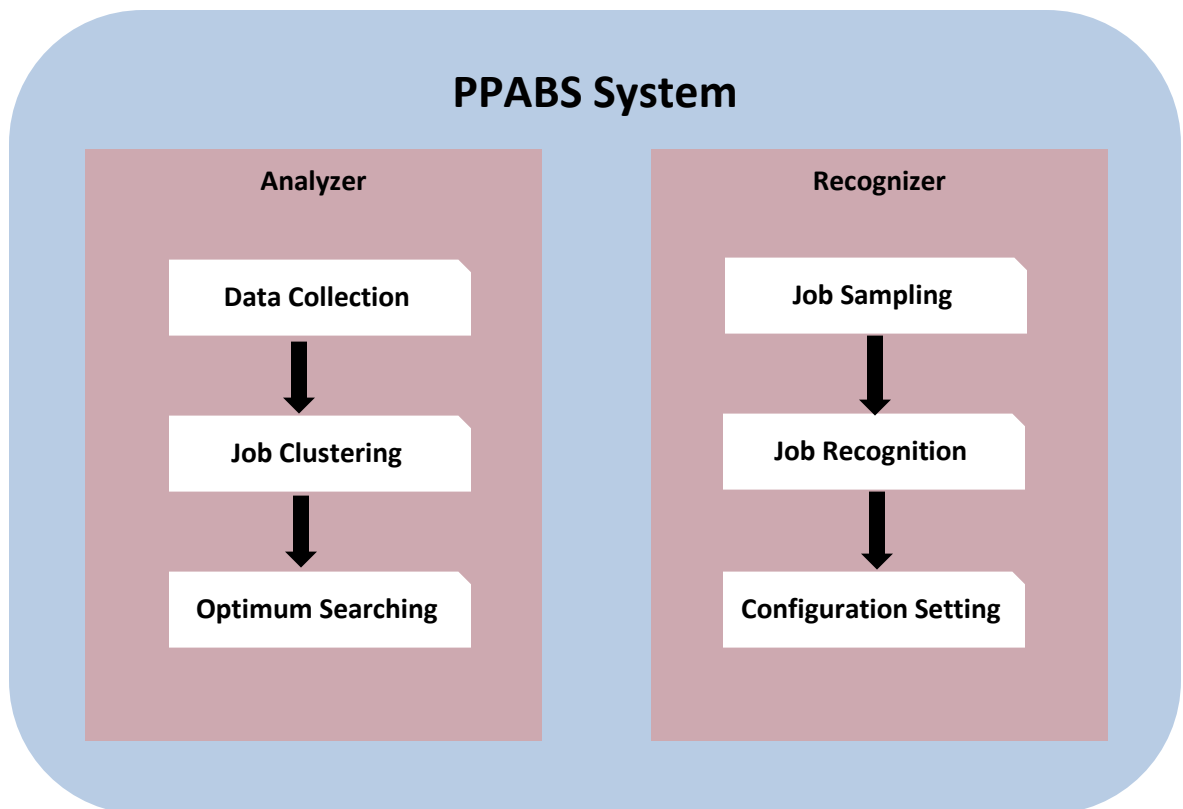 PPABS System
Analyzer
Data Collection
Job Clustering
Optimum Searching
Recognizer
Job Sampling
Job Recognition
Configuration Setting